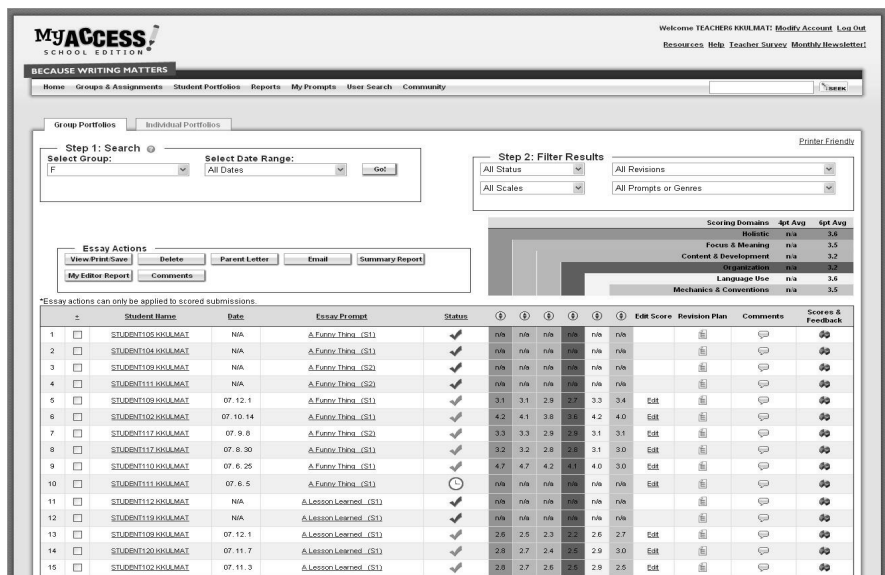 MYACCESS!
SCHOOL EDITION
BECAUSE WRITING MATTERS
Welcome TEACHER6 KKULMAT! Modify Account Log Out
Resources Help Teacher Survey Monthly Newsletter!
Home Groups & Assignments Student Portfolios Reports My Prompts User Search Community
SEEK
Group Portfolios Individual Portfolios
Printer Friendly
Step 1: Search
Select Group: Select Date Range:
F All Dates Go!
Step 2: Filter Results
All Status All Revisions
All Scales All Prompts or Genres
Scoring Domains 4pt Avg 6pt Avg
Holistic n/a 3.6
Focus & Meaning n/a 3.5
Content & Development n/a 3.2
Organization n/a 3.2
Language Use n/a 3.6
Mechanics & Conventions n/a 3.5
Essay Actions
View/Print/Save Delete Parent Letter Email Summary Report
My Editor Report Comments
*Essay actions can only be applied to scored submissions.
± Student Name Date Essay Prompt Status Edit Score Revision Plan Comments Scores & Feedback
1 STUDENT105 KKULMAT N/A A Funny Thing (S1) n/a n/a n/a n/a n/a n/a
2 STUDENT104 KKULMAT N/A A Funny Thing (S1) n/a n/a n/a n/a n/a n/a
3 STUDENT109 KKULMAT N/A A Funny Thing (S2) n/a n/a n/a n/a n/a n/a
4 STUDENT111 KKULMAT N/A A Funny Thing (S2) n/a n/a n/a n/a n/a n/a
5 STUDENT109 KKULMAT 07.12.1 A Funny Thing (S1) 3.1 3.1 2.9 2.7 3.3 3.4 Edit
6 STUDENT102 KKULMAT 07.10.14 A Funny Thing (S1) 4.2 4.1 3.8 3.6 4.2 4.0 Edit
7 STUDENT117 KKULMAT 07.9.8 A Funny Thing (S2) 3.3 3.3 2.9 2.9 3.1 3.1 Edit
8 STUDENT117 KKULMAT 07.8.30 A Funny Thing (S1) 3.2 3.2 2.8 2.8 3.1 3.0 Edit
9 STUDENT110 KKULMAT 07.6.25 A Funny Thing (S1) 4.7 4.7 4.2 4.1 4.0 3.0 Edit
10 STUDENT111 KKULMAT 07.6.5 A Funny Thing (S1) n/a n/a n/a n/a n/a n/a Edit
11 STUDENT112 KKULMAT N/A A Lesson Learned (S1) n/a n/a n/a n/a n/a n/a
12 STUDENT119 KKULMAT N/A A Lesson Learned (S1) n/a n/a n/a n/a n/a n/a
13 STUDENT109 KKULMAT 07.12.1 A Lesson Learned (S1) 2.6 2.5 2.3 2.2 2.6 2.7 Edit
14 STUDENT120 KKULMAT 07.11.7 A Lesson Learned (S1) 2.8 2.7 2.4 2.5 2.9 3.0 Edit
15 STUDENT102 KKULMAT 07.11.3 A Lesson Learned (S1) 2.8 2.7 2.6 2.5 2.9 2.5 Edit